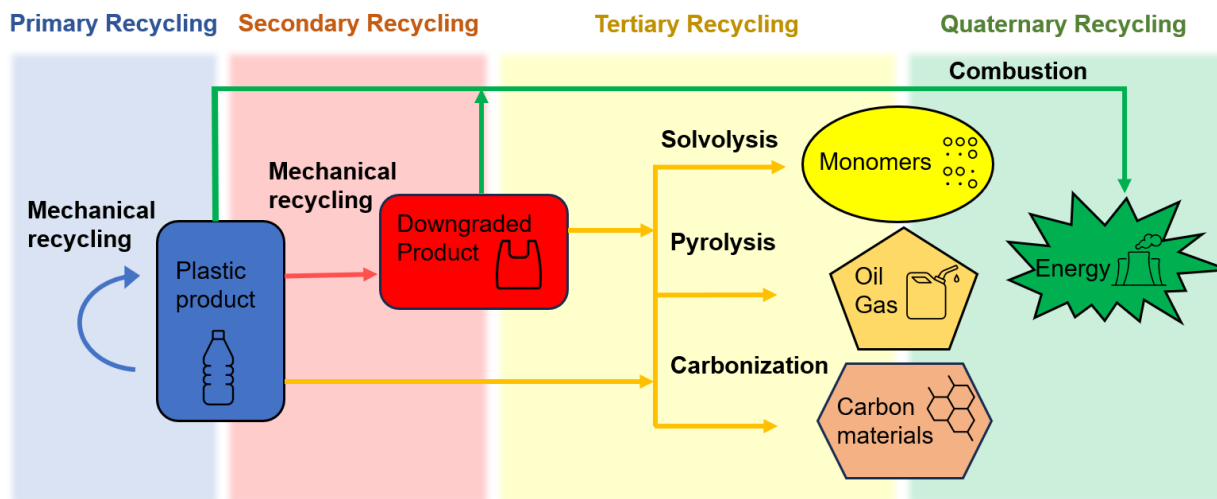 Primary Recycling
Secondary Recycling
Tertiary Recycling
Quaternary Recycling
Combustion
Solvolysis
Monomers
Mechanical
recycling
Mechanical
recycling
Downgraded
Product
Plastic
product
Pyrolysis
Oil
Gas
Energy
Carbonization
Carbon
materials